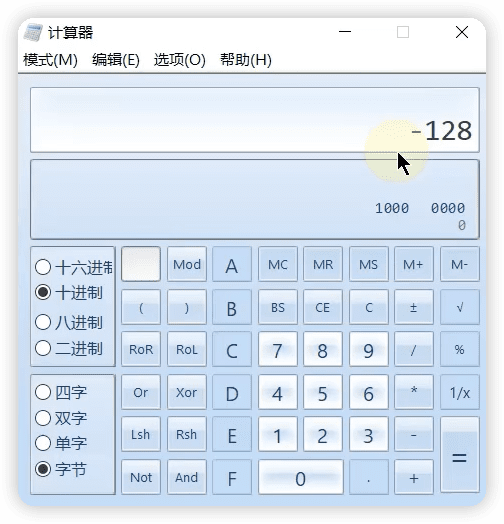 计算器
模式(M) 编辑(E) 选项(O) 帮助(H)
-128
1000 0000
0
十六进制 Mod A MC MR MS M+ M-
十进制 ( ) B BS CE C ± √
八进制
二进制 RoR RoL C 7 8 9 / %
四字 Or Xor D 4 5 6 * 1/x
双字
单字 Lsh Rsh E 1 2 3 - =
字节 Not And F 0 . +